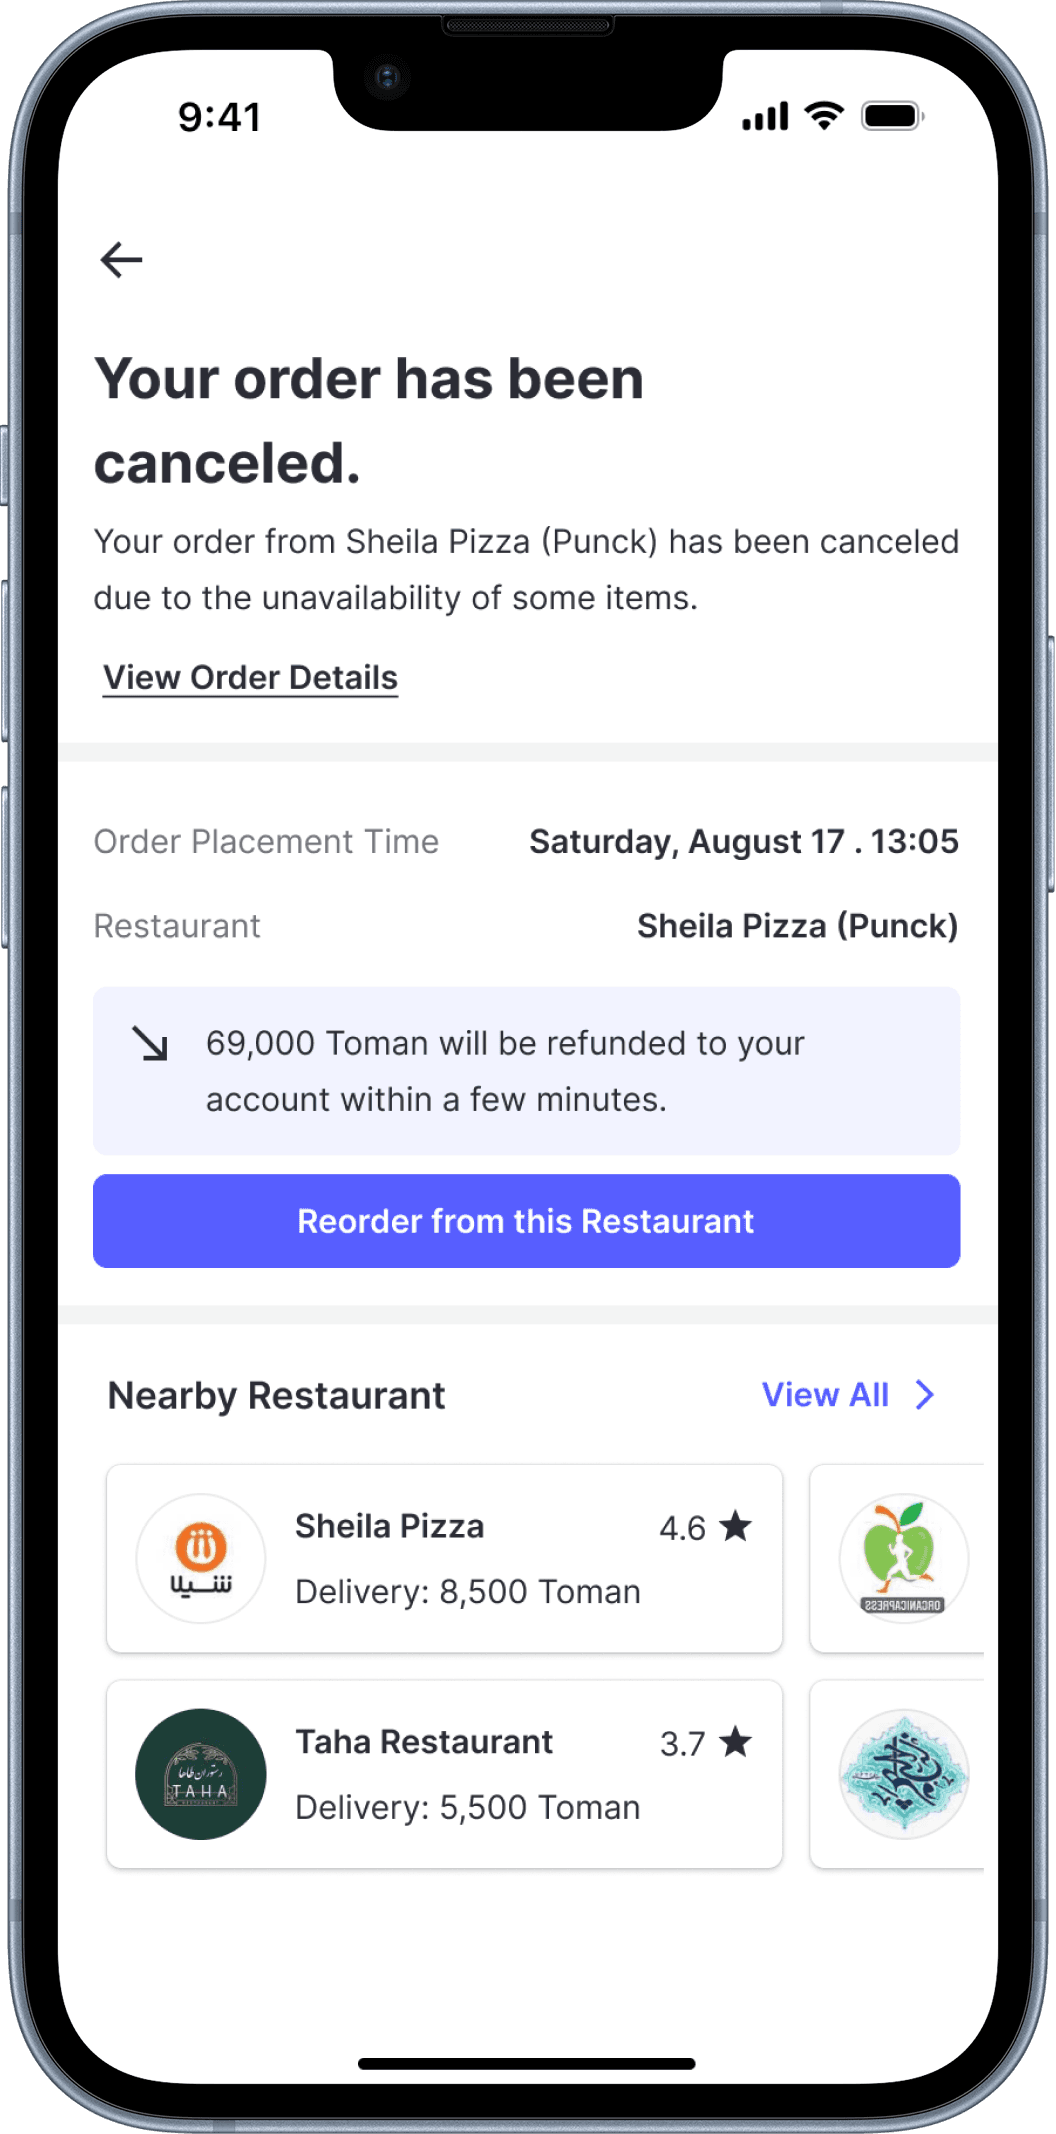 9:41
Your order has been
canceled.
Your order from Sheila Pizza (Punck) has been canceled
due to the unavailability of some items.
View Order Details
Order Placement Time Saturday, August 17 . 13:05
Restaurant Sheila Pizza (Punck)
69,000 Toman will be refunded to your
account within a few minutes.
Reorder from this Restaurant
Nearby Restaurant View All
Sheila Pizza 4.6
Delivery: 8,500 Toman
شیلا
ORGANICAPRESS
Taha Restaurant 3.7
Delivery: 5,500 Toman
رستوران طاها
TAHA